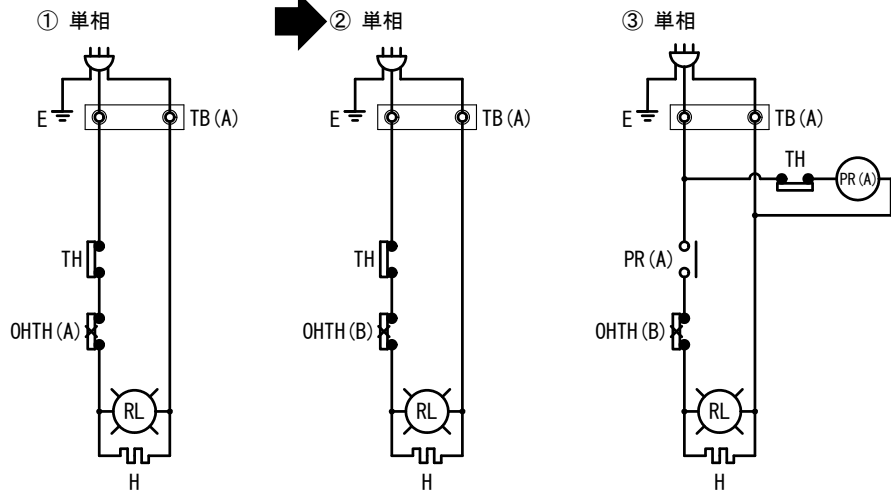 ① 単相
E
TB(A)
TH
OHTH(A)
RL
H
② 単相
E
TB(A)
TH
OHTH(B)
RL
H
③ 単相
E
TB(A)
TH
PR(A)
PR(A)
OHTH(B)
RL
H